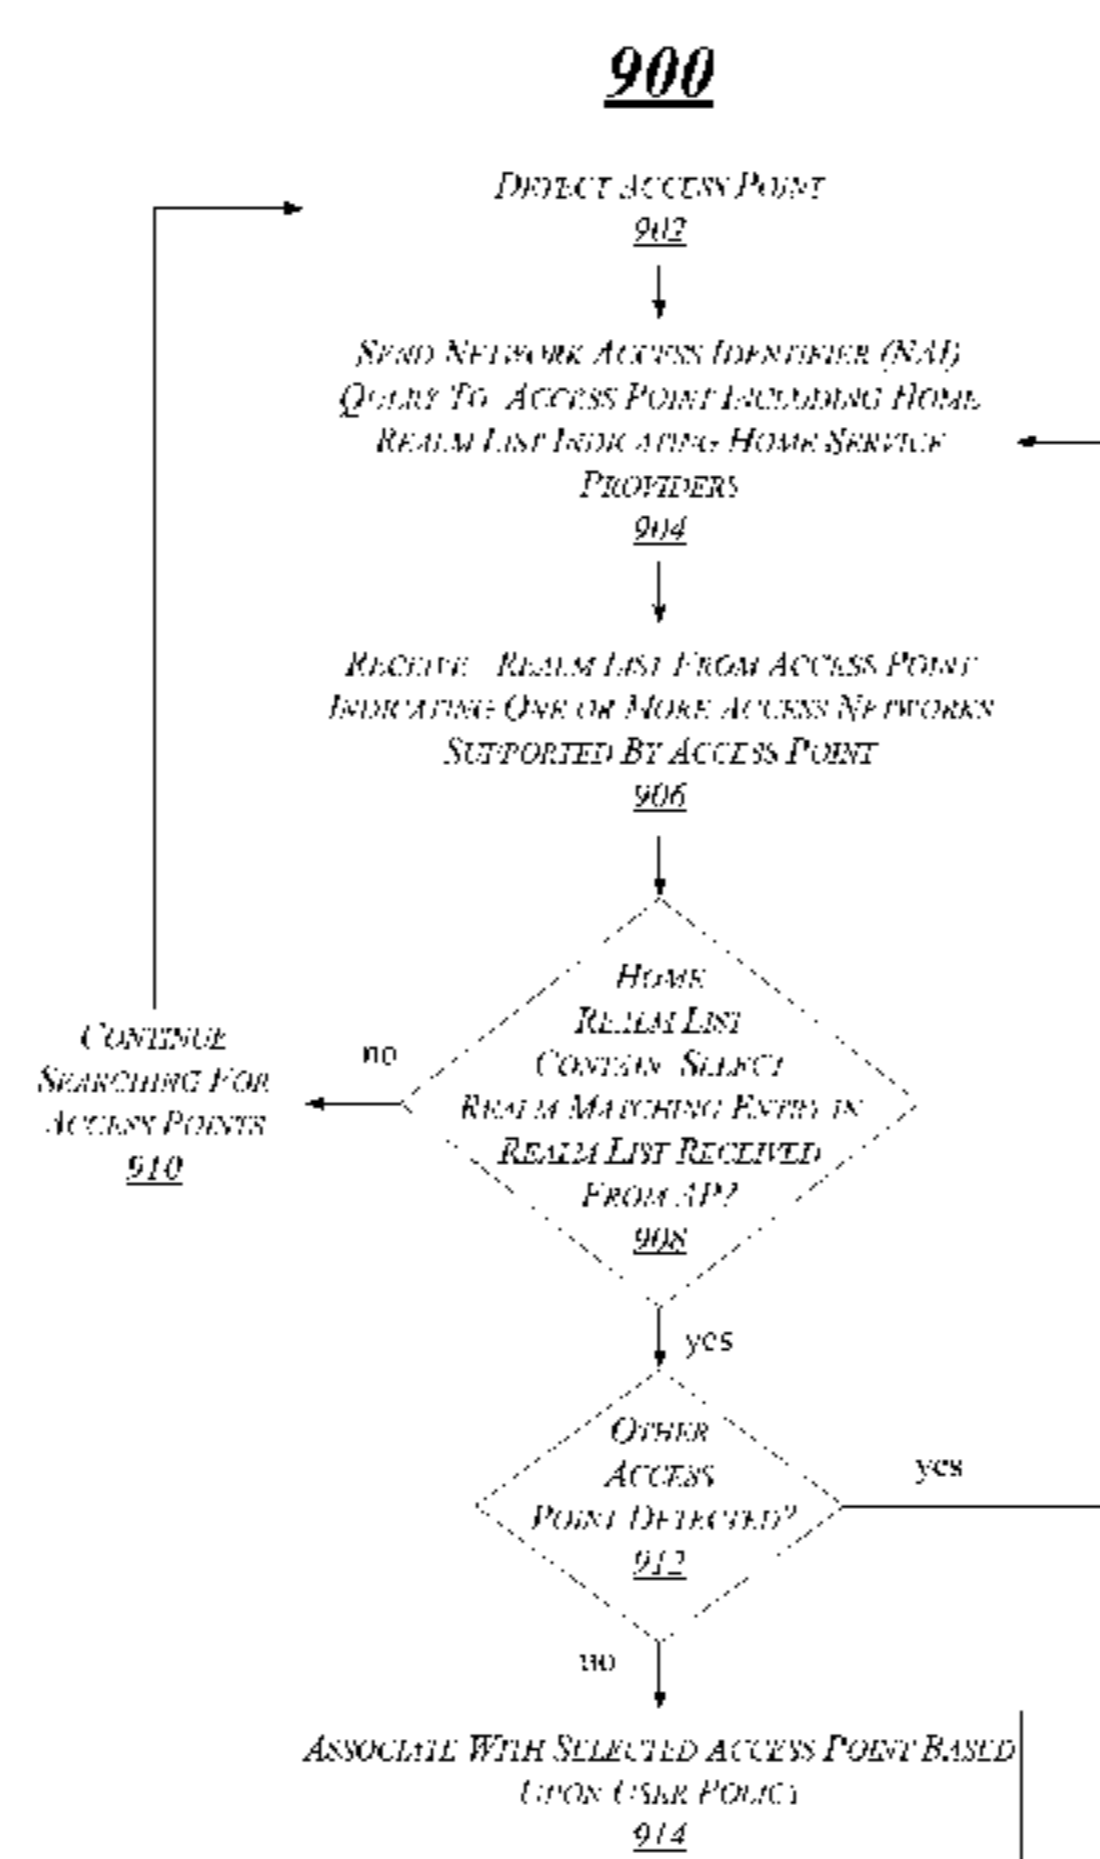 900
DETECT ACCESS POINT
902
SEND NETWORK ACCESS IDENTIFIER (NAI)
QUERY TO ACCESS POINT INCLUDING HOME
REALM LIST INDICATING HOME SERVICE
PROVIDERS
904
RECEIVE REALM LIST FROM ACCESS POINT
INDICATING ONE OR MORE ACCESS NETWORKS
SUPPORTED BY ACCESS POINT
906
HOME
REALM LIST
CONTAIN SELECT
REALM MATCHING ENTRY IN
REALM LIST RECEIVED
FROM AP?
908
no
CONTINUE
SEARCHING FOR
ACCESS POINTS
910
yes
OTHER
ACCESS
POINT DETECTED?
912
yes
no
ASSOCIATE WITH SELECTED ACCESS POINT BASED
UPON USER POLICY
914